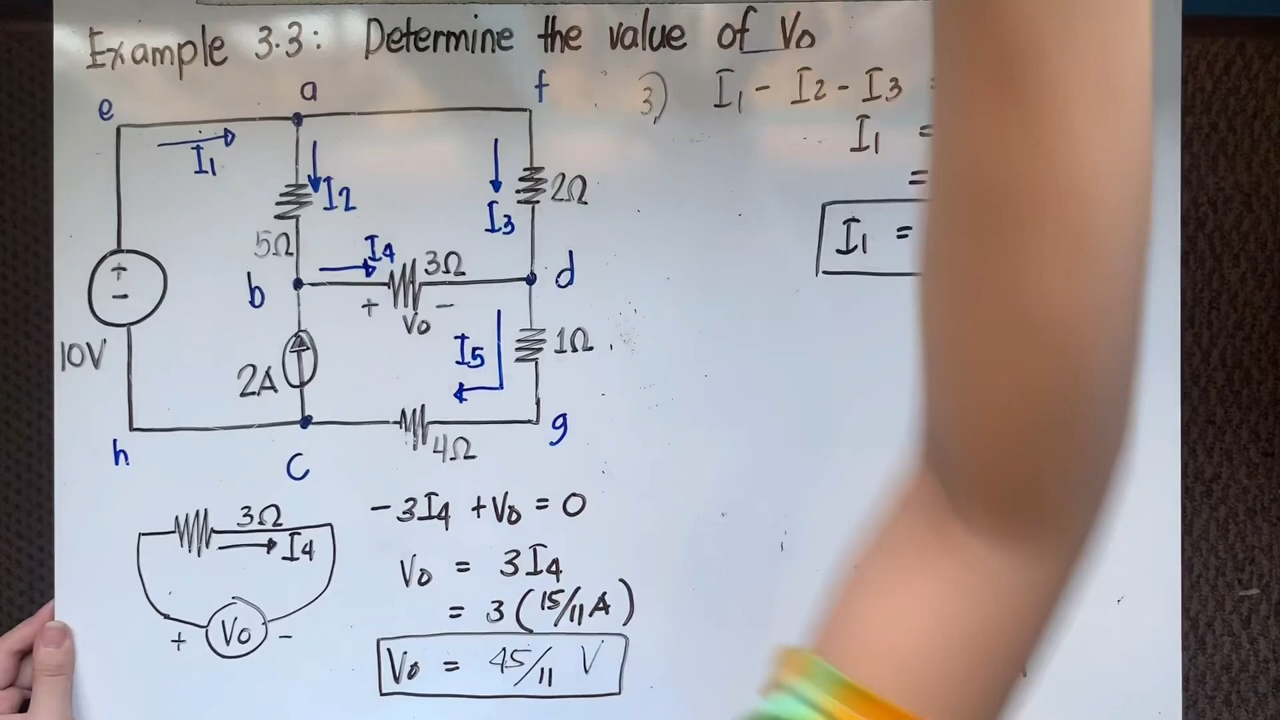 Example 3.3: Determine the value of Vo
e
a
f
I1
I2
5Ω
I3
2Ω
b
I4
3Ω
+ Vo -
d
+
-
10V
2A
I5
1Ω
h
c
4Ω
g
3Ω
I4
+ Vo -
-3I4 + Vo = 0
Vo = 3I4
= 3 (15/11 A)
Vo = 45/11 V
3) I1 - I2 - I3 =
I1 =
=
I1 =